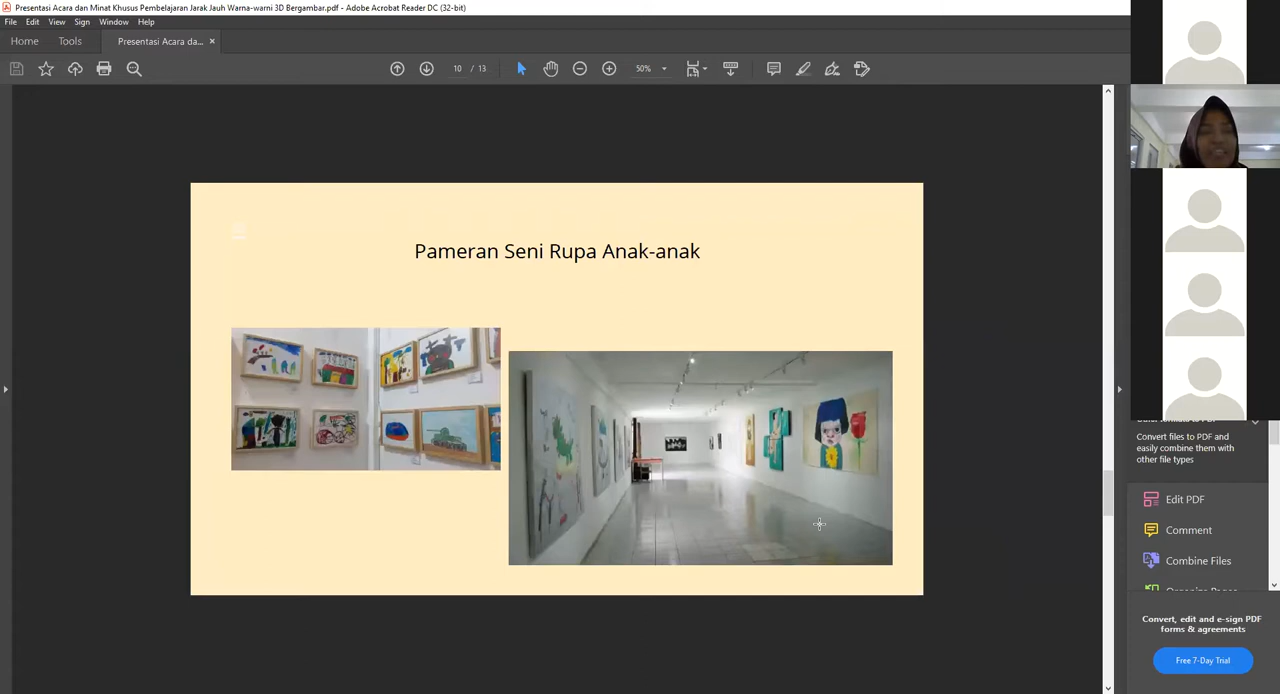 Presentasi Acara dan Minat Khusus Pembelajaran Jarak Jauh Warna-warni 3D Bergambar.pdf - Adobe Acrobat Reader DC (32-bit)
File Edit View Sign Window Help
Home Tools Presentasi Acara da... ×
10 / 13 50%
Pameran Seni Rupa Anak-anak
Convert files to PDF and
easily combine them with
other file types
Edit PDF
Comment
Combine Files
Organize Pages
Convert, edit and e-sign PDF
forms & agreements
Free 7-Day Trial